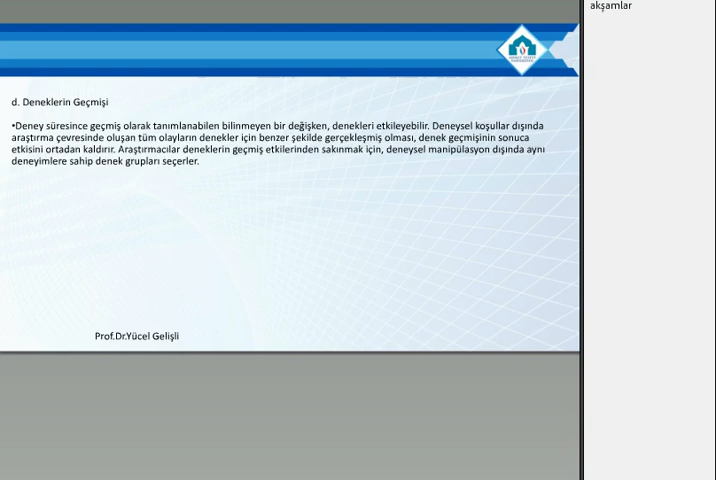 akşamlar
d. Deneklerin Geçmişi
•Deney süresince geçmiş olarak tanımlanabilen bilinmeyen bir değişken, denekleri etkileyebilir. Deneysel koşullar dışında
araştırma çevresinde oluşan tüm olayların denekler için benzer şekilde gerçekleşmiş olması, denek geçmişinin sonuca
etkisini ortadan kaldırır. Araştırmacılar deneklerin geçmiş etkilerinden sakınmak için, deneysel manipülasyon dışında aynı
deneyimlere sahip denek grupları seçerler.
Prof.Dr.Yücel Gelişli